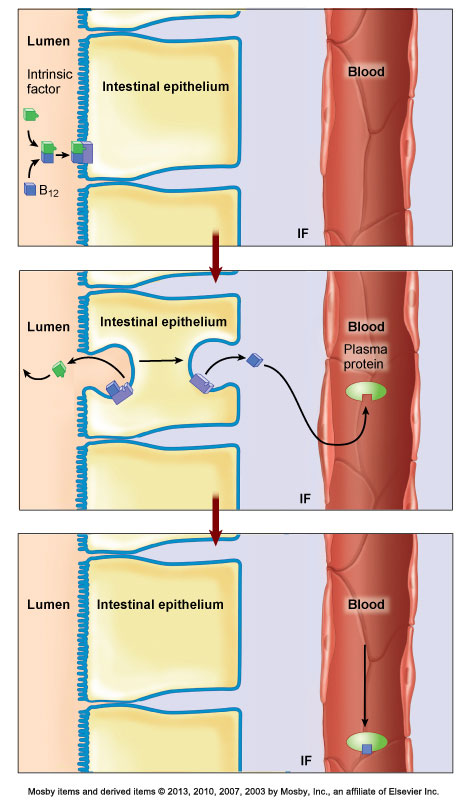 Lumen
Intrinsic
factor
B12
Intestinal epithelium
Blood
IF
Lumen
Intestinal epithelium
Blood
Plasma
protein
IF
Lumen
Intestinal epithelium
Blood
IF
Mosby items and derived items © 2013, 2010, 2007, 2003 by Mosby, Inc., an affiliate of Elsevier Inc.